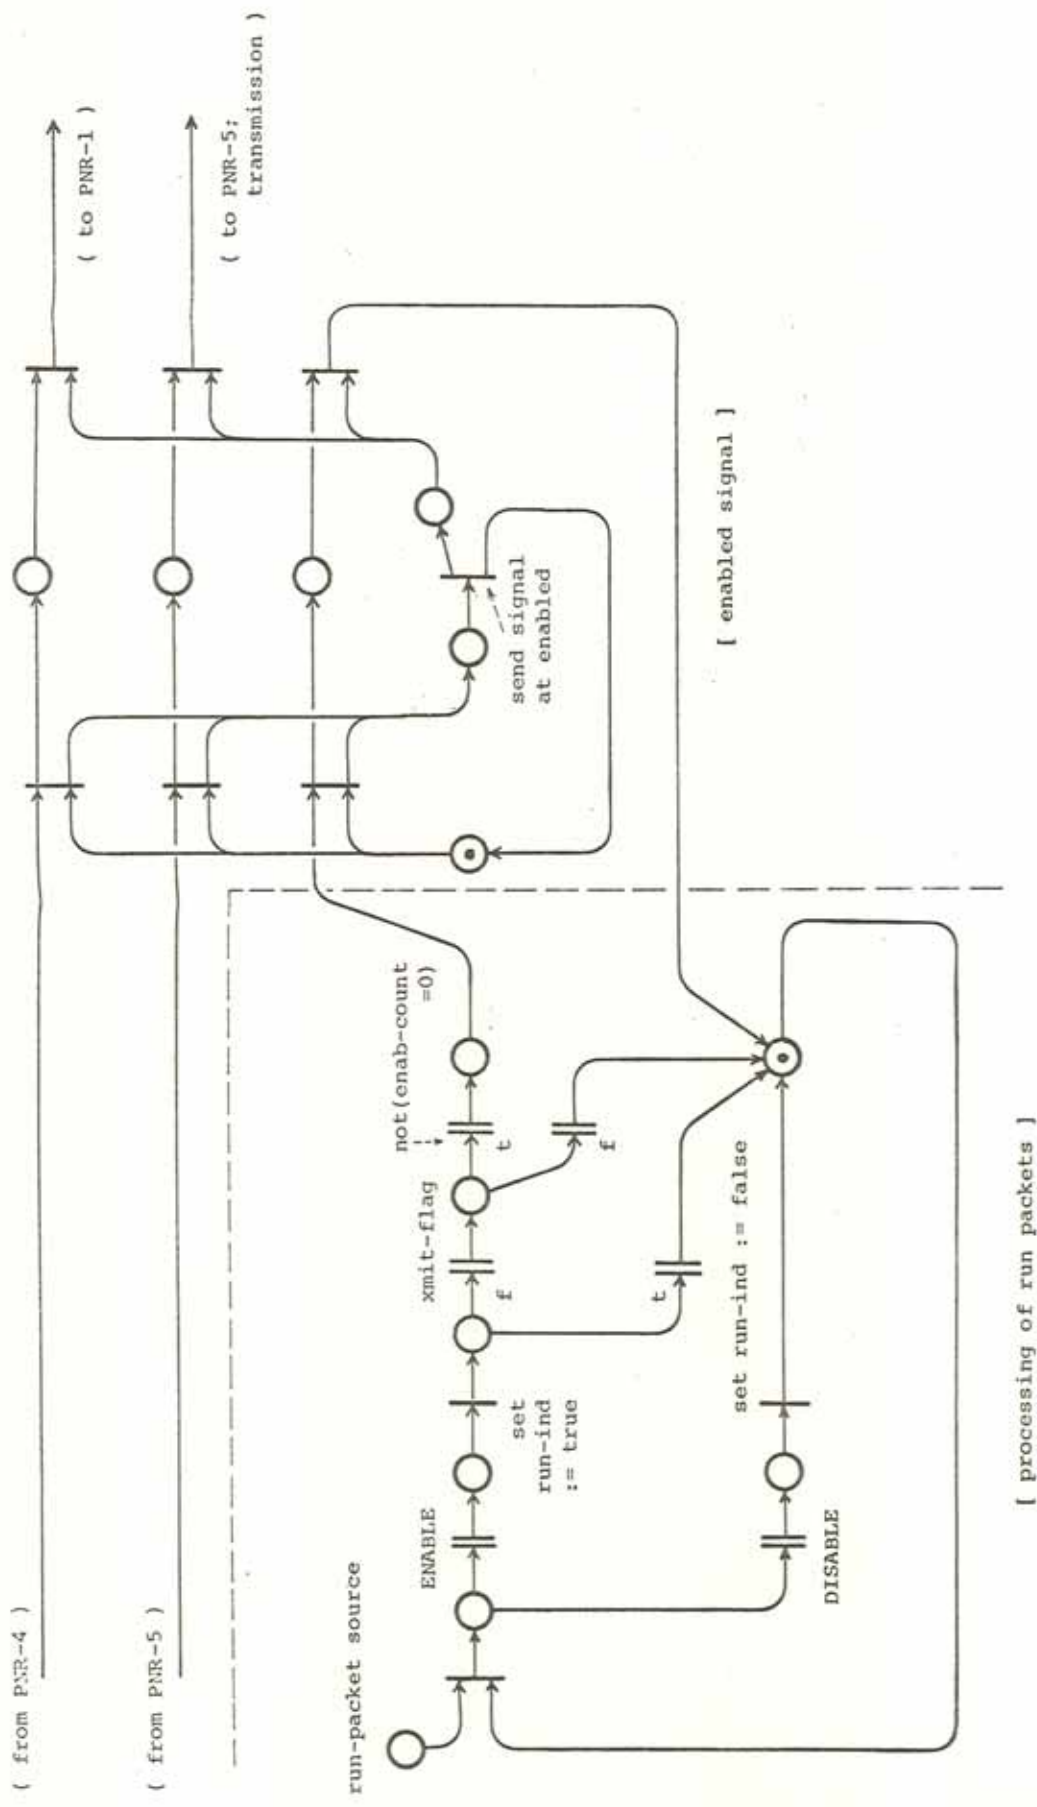 ( from PNR-4 )
( to PNR-1 )
( from PNR-5 )
( to PNR-5;
transmission )
run-packet source
ENABLE
set
run-ind
:= true
xmit-flag
f
t
not(enab-count
=0)
t
f
send signal
at enabled
[ enabled signal ]
DISABLE
set run-ind := false
[ processing of run packets ]